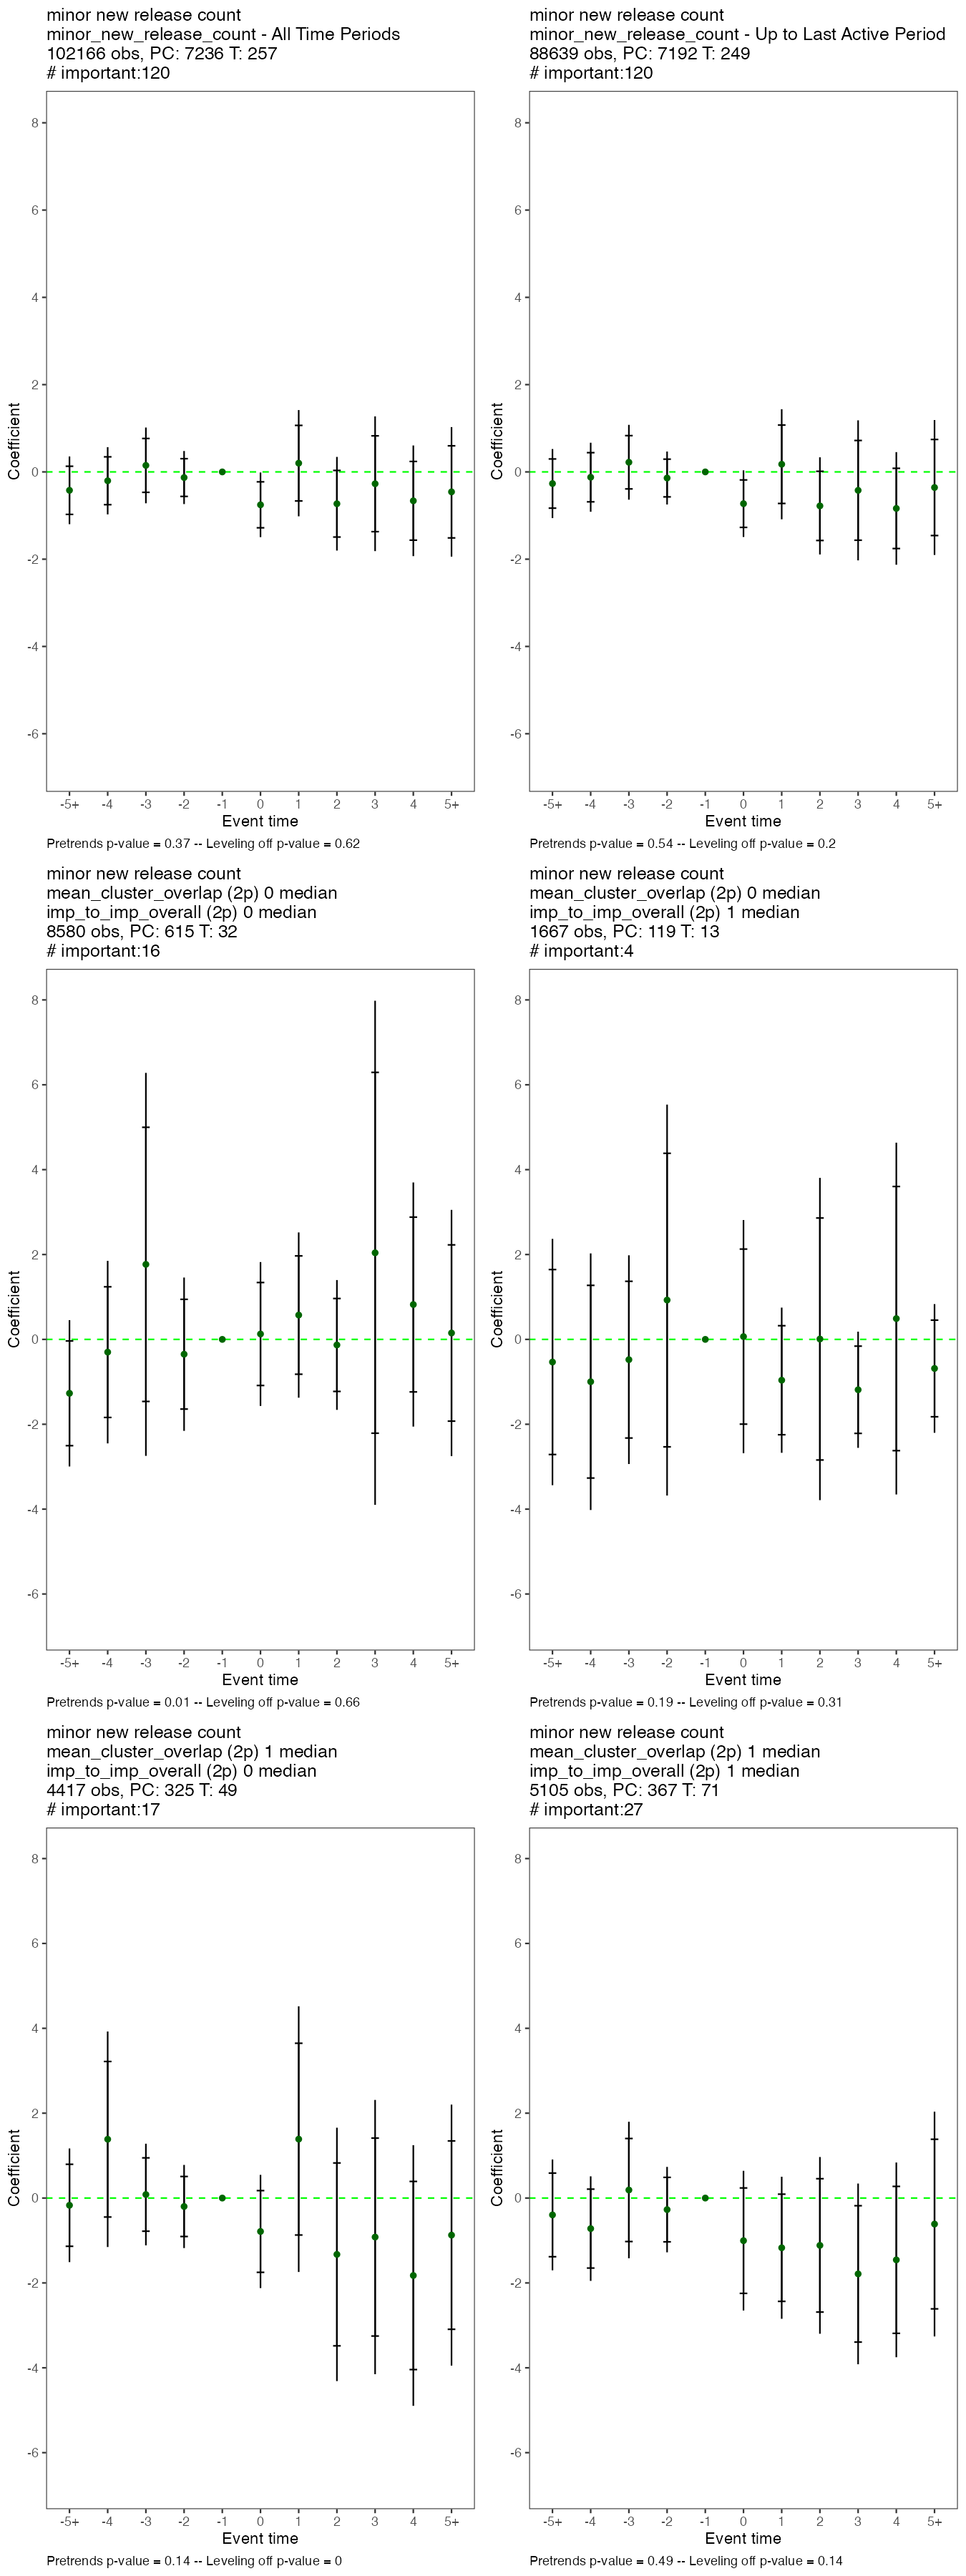 minor new release count
minor_new_release_count - All Time Periods
102166 obs, PC: 7236 T: 257
# important:120
8
6
4
2
0
-2
-4
-6
Coefficient
-5+ -4 -3 -2 -1 0 1 2 3 4 5+
Event time
Pretrends p-value = 0.37 -- Leveling off p-value = 0.62
minor new release count
minor_new_release_count - Up to Last Active Period
88639 obs, PC: 7192 T: 249
# important:120
8
6
4
2
0
-2
-4
-6
Coefficient
-5+ -4 -3 -2 -1 0 1 2 3 4 5+
Event time
Pretrends p-value = 0.54 -- Leveling off p-value = 0.2
minor new release count
mean_cluster_overlap (2p) 0 median
imp_to_imp_overall (2p) 0 median
8580 obs, PC: 615 T: 32
# important:16
8
6
4
2
0
-2
-4
-6
Coefficient
-5+ -4 -3 -2 -1 0 1 2 3 4 5+
Event time
Pretrends p-value = 0.01 -- Leveling off p-value = 0.66
minor new release count
mean_cluster_overlap (2p) 0 median
imp_to_imp_overall (2p) 1 median
1667 obs, PC: 119 T: 13
# important:4
8
6
4
2
0
-2
-4
-6
Coefficient
-5+ -4 -3 -2 -1 0 1 2 3 4 5+
Event time
Pretrends p-value = 0.19 -- Leveling off p-value = 0.31
minor new release count
mean_cluster_overlap (2p) 1 median
imp_to_imp_overall (2p) 0 median
4417 obs, PC: 325 T: 49
# important:17
8
6
4
2
0
-2
-4
-6
Coefficient
-5+ -4 -3 -2 -1 0 1 2 3 4 5+
Event time
Pretrends p-value = 0.14 -- Leveling off p-value = 0
minor new release count
mean_cluster_overlap (2p) 1 median
imp_to_imp_overall (2p) 1 median
5105 obs, PC: 367 T: 71
# important:27
8
6
4
2
0
-2
-4
-6
Coefficient
-5+ -4 -3 -2 -1 0 1 2 3 4 5+
Event time
Pretrends p-value = 0.49 -- Leveling off p-value = 0.14